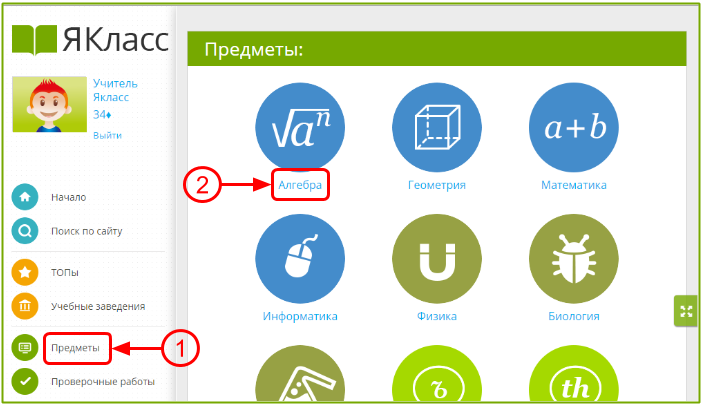 ЯКласс
Учитель
Якласс
34
Выйти
Начало
Поиск по сайту
ТОПы
Учебные заведения
Предметы
1
Проверочные работы
Предметы:
√aⁿ
a+b
2
Алгебра
Геометрия
Математика
Информатика
Физика
Биология
ъ
th